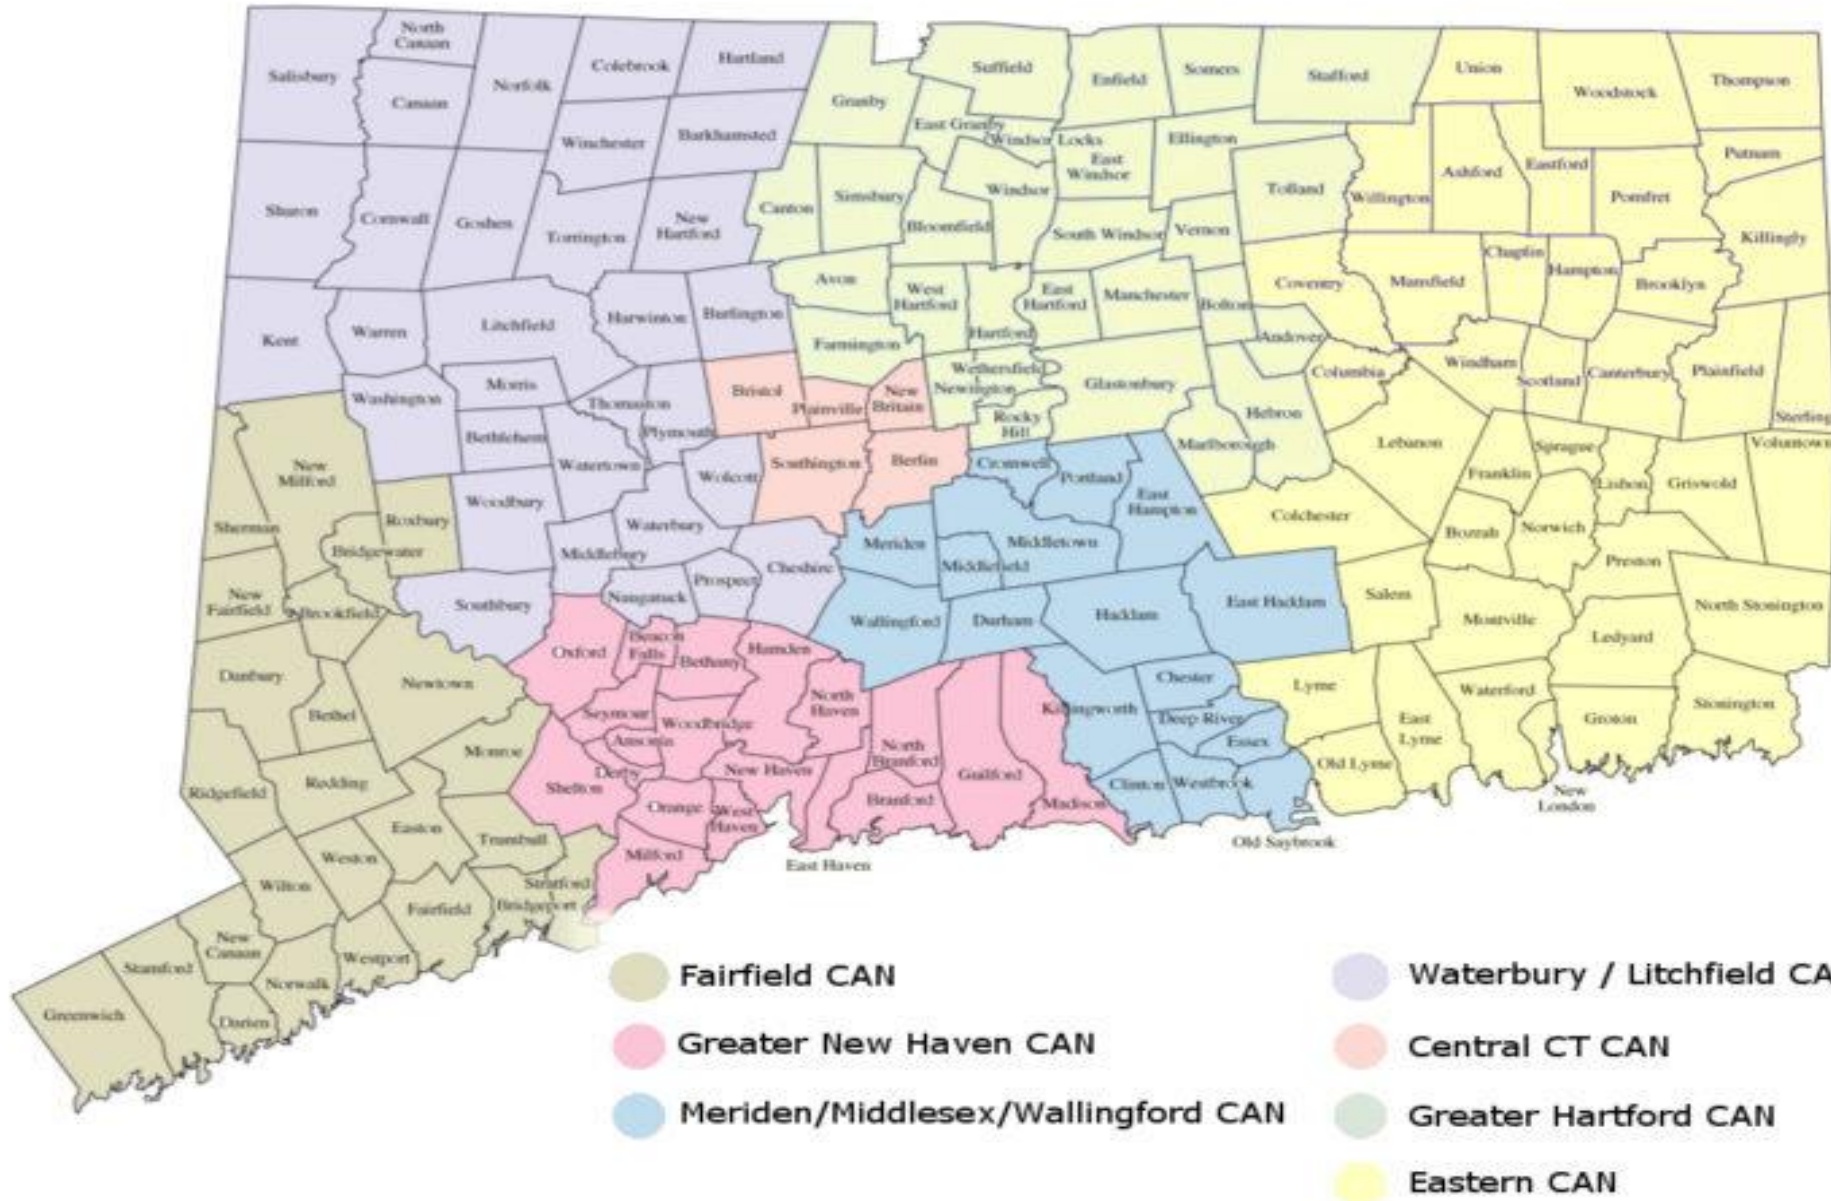 North
Canaan
Salisbury
Canaan
Norfolk
Colebrook
Hartland
Winchester
Barkhamsted
Sharon
Cornwall
Goshen
Torrington
New
Hartford
Kent
Warren
Litchfield
Harwinton
Burlington
Washington
Morris
Thomaston
Plymouth
Bethlehem
Watertown
Wolcott
Woodbury
Waterbury
Middlebury
Prospect
Cheshire
Naugatuck
Southbury
Granby
Suffield
East Granby
Windsor Locks
Enfield
Somers
Stafford
Ellington
East
Windsor
Windsor
Canton
Simsbury
Bloomfield
South Windsor
Vernon
Tolland
Avon
West
Hartford
Hartford
East
Hartford
Manchester
Bolton
Andover
Farmington
Wethersfield
Newington
Rocky
Hill
Glastonbury
Hebron
Marlborough
Bristol
Plainville
New
Britain
Southington
Berlin
Union
Woodstock
Thompson
Putnam
Willington
Ashford
Eastford
Pomfret
Killingly
Coventry
Mansfield
Chaplin
Hampton
Brooklyn
Columbia
Windham
Scotland
Canterbury
Plainfield
Sterling
Lebanon
Franklin
Sprague
Lisbon
Griswold
Voluntown
Colchester
Bozrah
Norwich
Preston
Salem
Montville
Ledyard
North Stonington
Lyme
East
Lyme
Waterford
Groton
Stonington
Old Lyme
New
London
Cromwell
Portland
East
Hampton
Meriden
Middletown
Middlefield
Wallingford
Durham
Haddam
East Haddam
Killingworth
Chester
Deep River
Essex
Clinton
Westbrook
Old Saybrook
Oxford
Beacon
Falls
Bethany
Hamden
North
Haven
Seymour
Woodbridge
Ansonia
Derby
Shelton
New Haven
North
Branford
Guilford
Madison
Orange
West
Haven
Branford
Milford
East Haven
New
Milford
Sherman
Roxbury
Bridgewater
New
Fairfield
Brookfield
Danbury
Bethel
Newtown
Monroe
Ridgefield
Redding
Easton
Trumbull
Weston
Wilton
Stratford
Bridgeport
Fairfield
Westport
New
Canaan
Stamford
Norwalk
Darien
Greenwich
Fairfield CAN
Greater New Haven CAN
Meriden/Middlesex/Wallingford CAN
Waterbury / Litchfield CA
Central CT CAN
Greater Hartford CAN
Eastern CAN